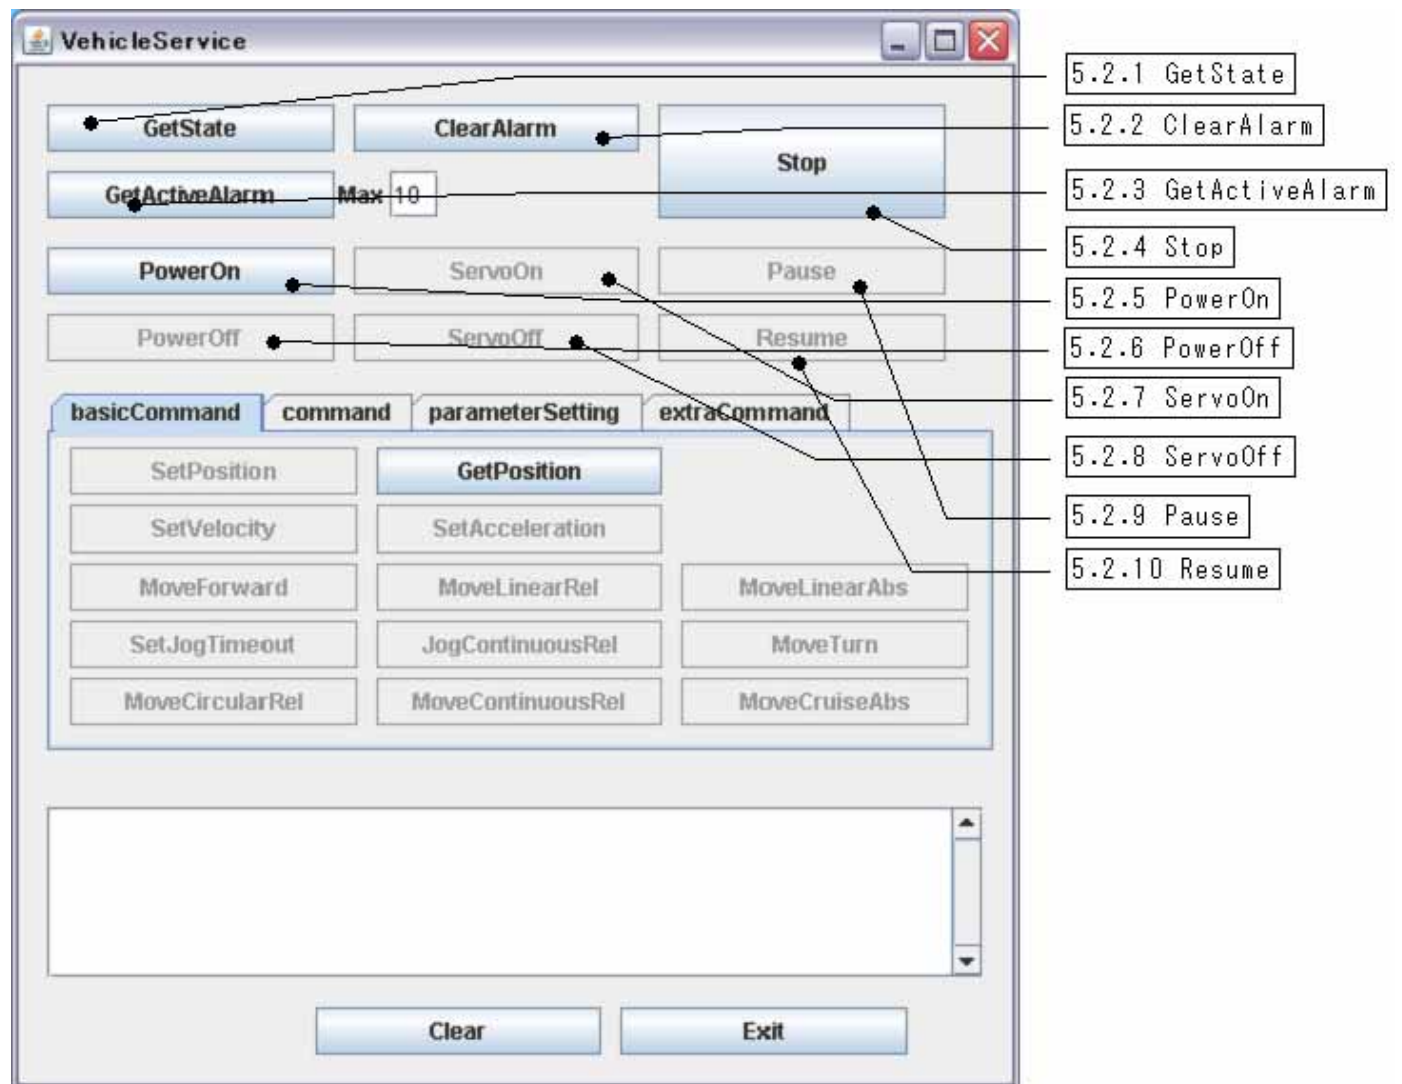 VehicleService
5.2.1 GetState
GetState
ClearAlarm
Stop
5.2.2 ClearAlarm
GetActiveAlarm
Max 10
5.2.3 GetActiveAlarm
5.2.4 Stop
PowerOn
ServoOn
Pause
5.2.5 PowerOn
PowerOff
ServoOff
Resume
5.2.6 PowerOff
5.2.7 ServoOn
basicCommand
command
parameterSetting
extraCommand
5.2.8 ServoOff
SetPosition
GetPosition
5.2.9 Pause
SetVelocity
SetAcceleration
5.2.10 Resume
MoveForward
MoveLinearRel
MoveLinearAbs
SetJogTimeout
JogContinuousRel
MoveTurn
MoveCircularRel
MoveContinuousRel
MoveCruiseAbs
Clear
Exit